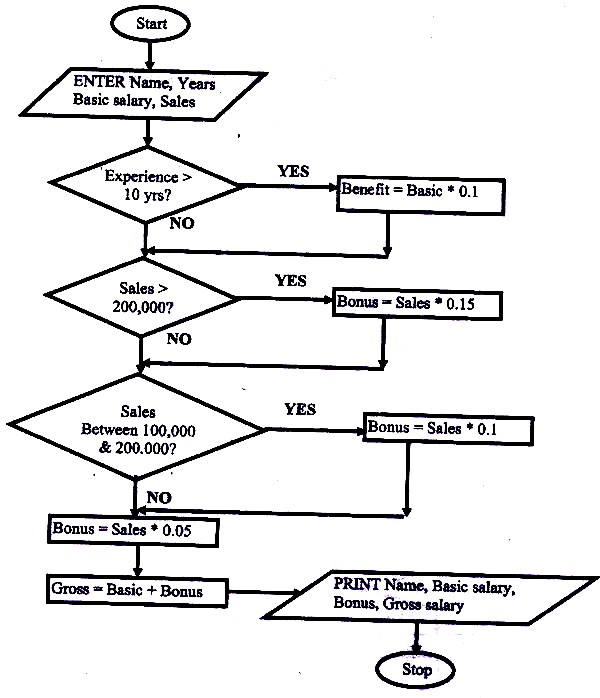 Start
ENTER Name, Years
Basic salary, Sales
Experience >
10 yrs?
YES
Benefit = Basic * 0.1
NO
Sales >
200,000?
YES
Bonus = Sales * 0.15
NO
Sales
Between 100,000
& 200.000?
YES
Bonus = Sales * 0.1
NO
Bonus = Sales * 0.05
Gross = Basic + Bonus
PRINT Name, Basic salary,
Bonus, Gross salary
Stop